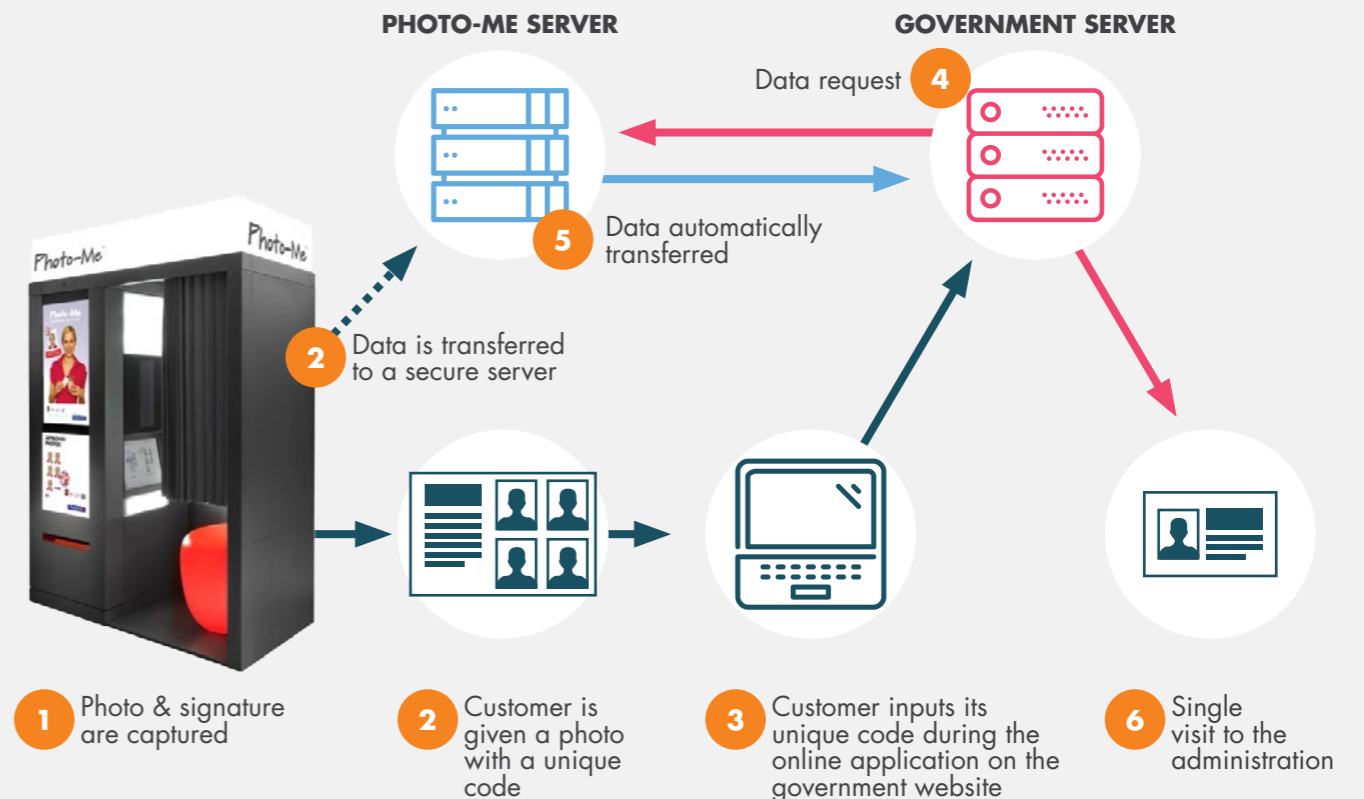 PHOTO-ME SERVER
GOVERNMENT SERVER
Data request
4
5
Data automatically
transferred
Photo-Me
Photo-Me
Photo-Me
2
Data is transferred
to a secure server
1
Photo & signature
are captured
2
Customer is
given a photo
with a unique
code
3
Customer inputs its
unique code during the
online application on the
government website
6
Single
visit to the
administration